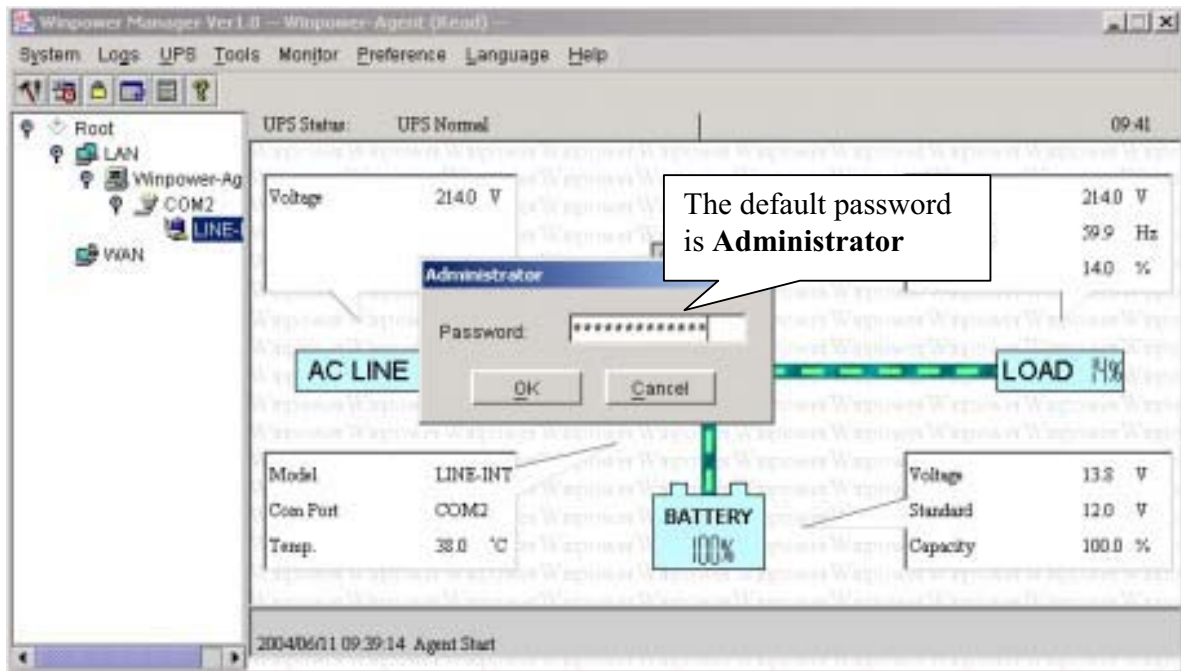 Winpower Manager Ver1.0 -- Winpower-Agent (Read) --
System Logs UPS Tools Monitor Preference Language Help
UPS Status: UPS Normal 09:41
Root
LAN
Winpower-Ag
COM2
LINE-
WAN
Voltage 214.0 V
The default password
is Administrator
214.0 V
59.9 Hz
14.0 %
Administrator
Password: *************
OK Cancel
AC LINE
LOAD 14%
Model LINE-INT
Com Port COM2
Temp. 38.0 °C
BATTERY
100%
Voltage 13.8 V
Standard 12.0 V
Capacity 100.0 %
2004/06/11 09:39:14 Agent Start